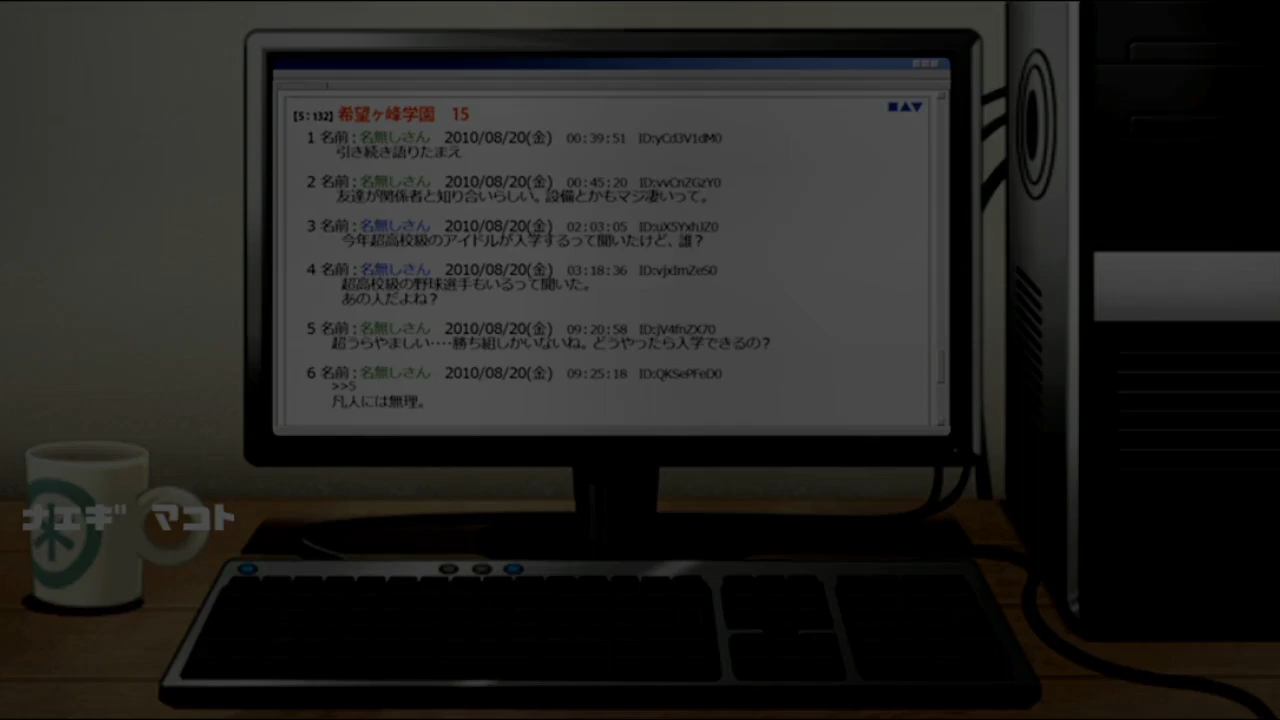 [5:132] 希望ヶ峰学園 15 ■▲▼
1 名前:名無しさん 2010/08/20(金) 00:39:51 ID:yCd3V1dM0
引き続き語りたまえ
2 名前:名無しさん 2010/08/20(金) 00:45:20 ID:vvCnZGzY0
友達が関係者と知り合いらしい。設備とかもマジ凄いって。
3 名前:名無しさん 2010/08/20(金) 02:03:05 ID:uX5YxhJZ0
今年超高校級のアイドルが入学するって聞いたけど、誰?
4 名前:名無しさん 2010/08/20(金) 03:18:36 ID:vjxImZeS0
超高校級の野球選手もいるって聞いた。
あの人だよね?
5 名前:名無しさん 2010/08/20(金) 09:20:58 ID:jV4fnZX70
超うらやましい‥‥勝ち組しかいないね。どうやったら入学できるの?
6 名前:名無しさん 2010/08/20(金) 09:25:18 ID:QKSePFeD0
>>5
凡人には無理。
木
ナエギ マコト